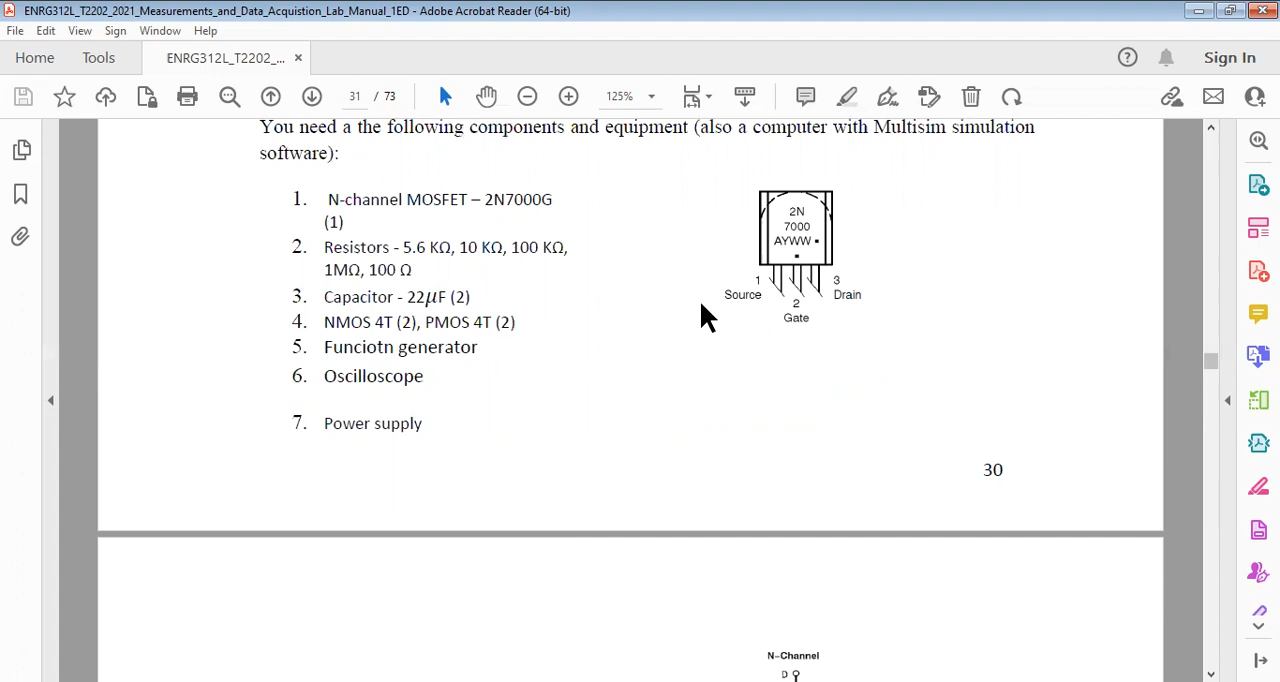 ENRG312L_T2202_2021_Measurements_and_Data_Acquistion_Lab_Manual_1ED - Adobe Acrobat Reader (64-bit)
File Edit View Sign Window Help
Home Tools ENRG312L_T2202_... × Sign In
31 / 73 125%
You need a the following components and equipment (also a computer with Multisim simulation
software):
1. N-channel MOSFET – 2N7000G
(1)
2. Resistors - 5.6 KΩ, 10 KΩ, 100 KΩ,
1MΩ, 100 Ω
3. Capacitor - 22μF (2)
4. NMOS 4T (2), PMOS 4T (2)
5. Funciotn generator
6. Oscilloscope
7. Power supply
2N
7000
AYWW
1 3
Source Drain
2
Gate
30
N–Channel
D